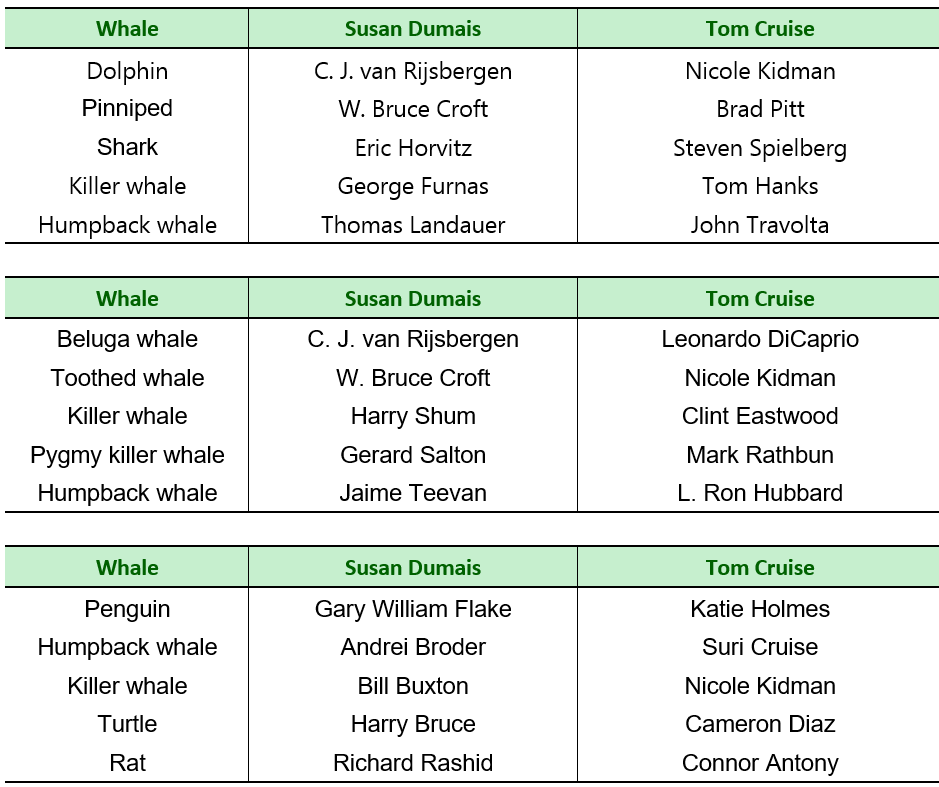 Whale Susan Dumais Tom Cruise
Dolphin C. J. van Rijsbergen Nicole Kidman
Pinniped W. Bruce Croft Brad Pitt
Shark Eric Horvitz Steven Spielberg
Killer whale George Furnas Tom Hanks
Humpback whale Thomas Landauer John Travolta
Whale Susan Dumais Tom Cruise
Beluga whale C. J. van Rijsbergen Leonardo DiCaprio
Toothed whale W. Bruce Croft Nicole Kidman
Killer whale Harry Shum Clint Eastwood
Pygmy killer whale Gerard Salton Mark Rathbun
Humpback whale Jaime Teevan L. Ron Hubbard
Whale Susan Dumais Tom Cruise
Penguin Gary William Flake Katie Holmes
Humpback whale Andrei Broder Suri Cruise
Killer whale Bill Buxton Nicole Kidman
Turtle Harry Bruce Cameron Diaz
Rat Richard Rashid Connor Antony